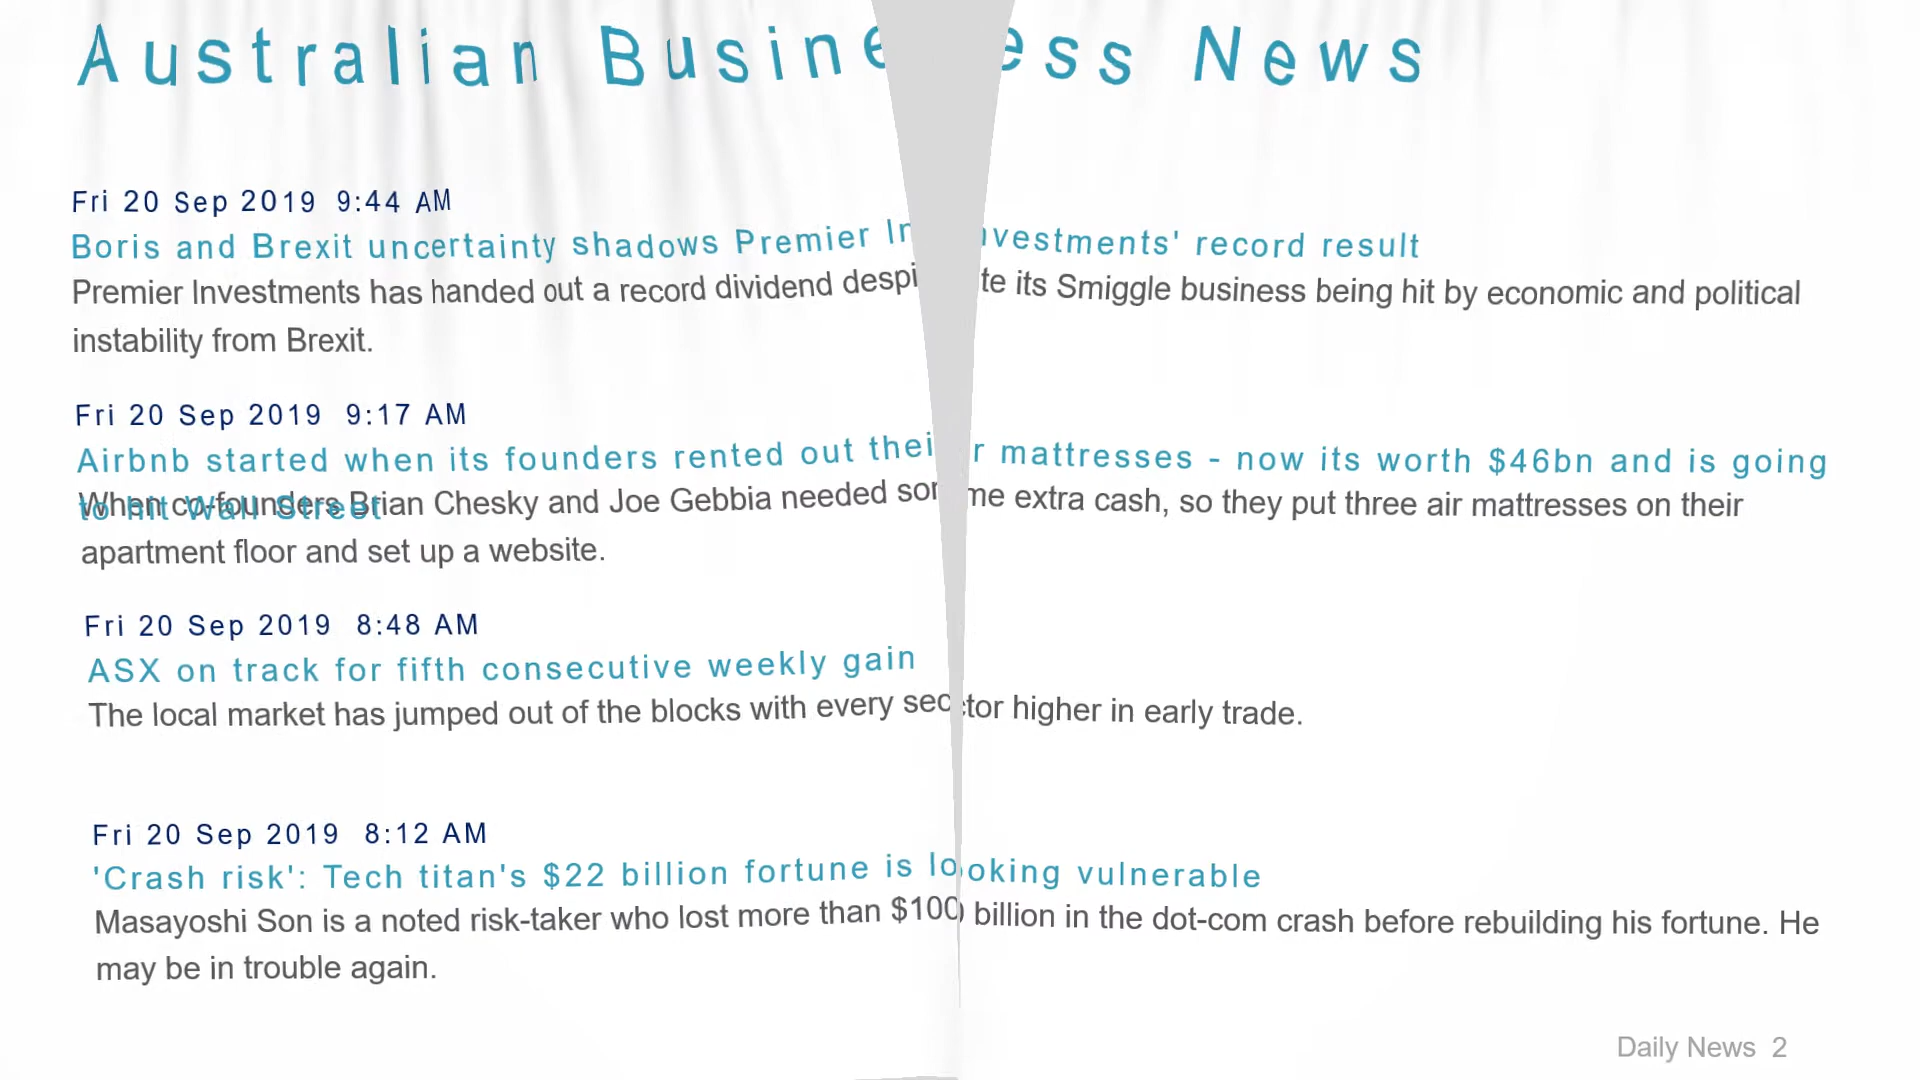 Australian Business News
Fri 20 Sep 2019 9:44 AM
Boris and Brexit uncertainty shadows Premier Investments' record result
Premier Investments has handed out a record dividend despite its Smiggle business being hit by economic and political
instability from Brexit.
Fri 20 Sep 2019 9:17 AM
Airbnb started when its founders rented out their mattresses - now its worth $46bn and is going
to hit Wall Street
When co-founders Brian Chesky and Joe Gebbia needed some extra cash, so they put three air mattresses on their
apartment floor and set up a website.
Fri 20 Sep 2019 8:48 AM
ASX on track for fifth consecutive weekly gain
The local market has jumped out of the blocks with every sector higher in early trade.
Fri 20 Sep 2019 8:12 AM
'Crash risk': Tech titan's $22 billion fortune is looking vulnerable
Masayoshi Son is a noted risk-taker who lost more than $100 billion in the dot-com crash before rebuilding his fortune. He
may be in trouble again.
Daily News 2